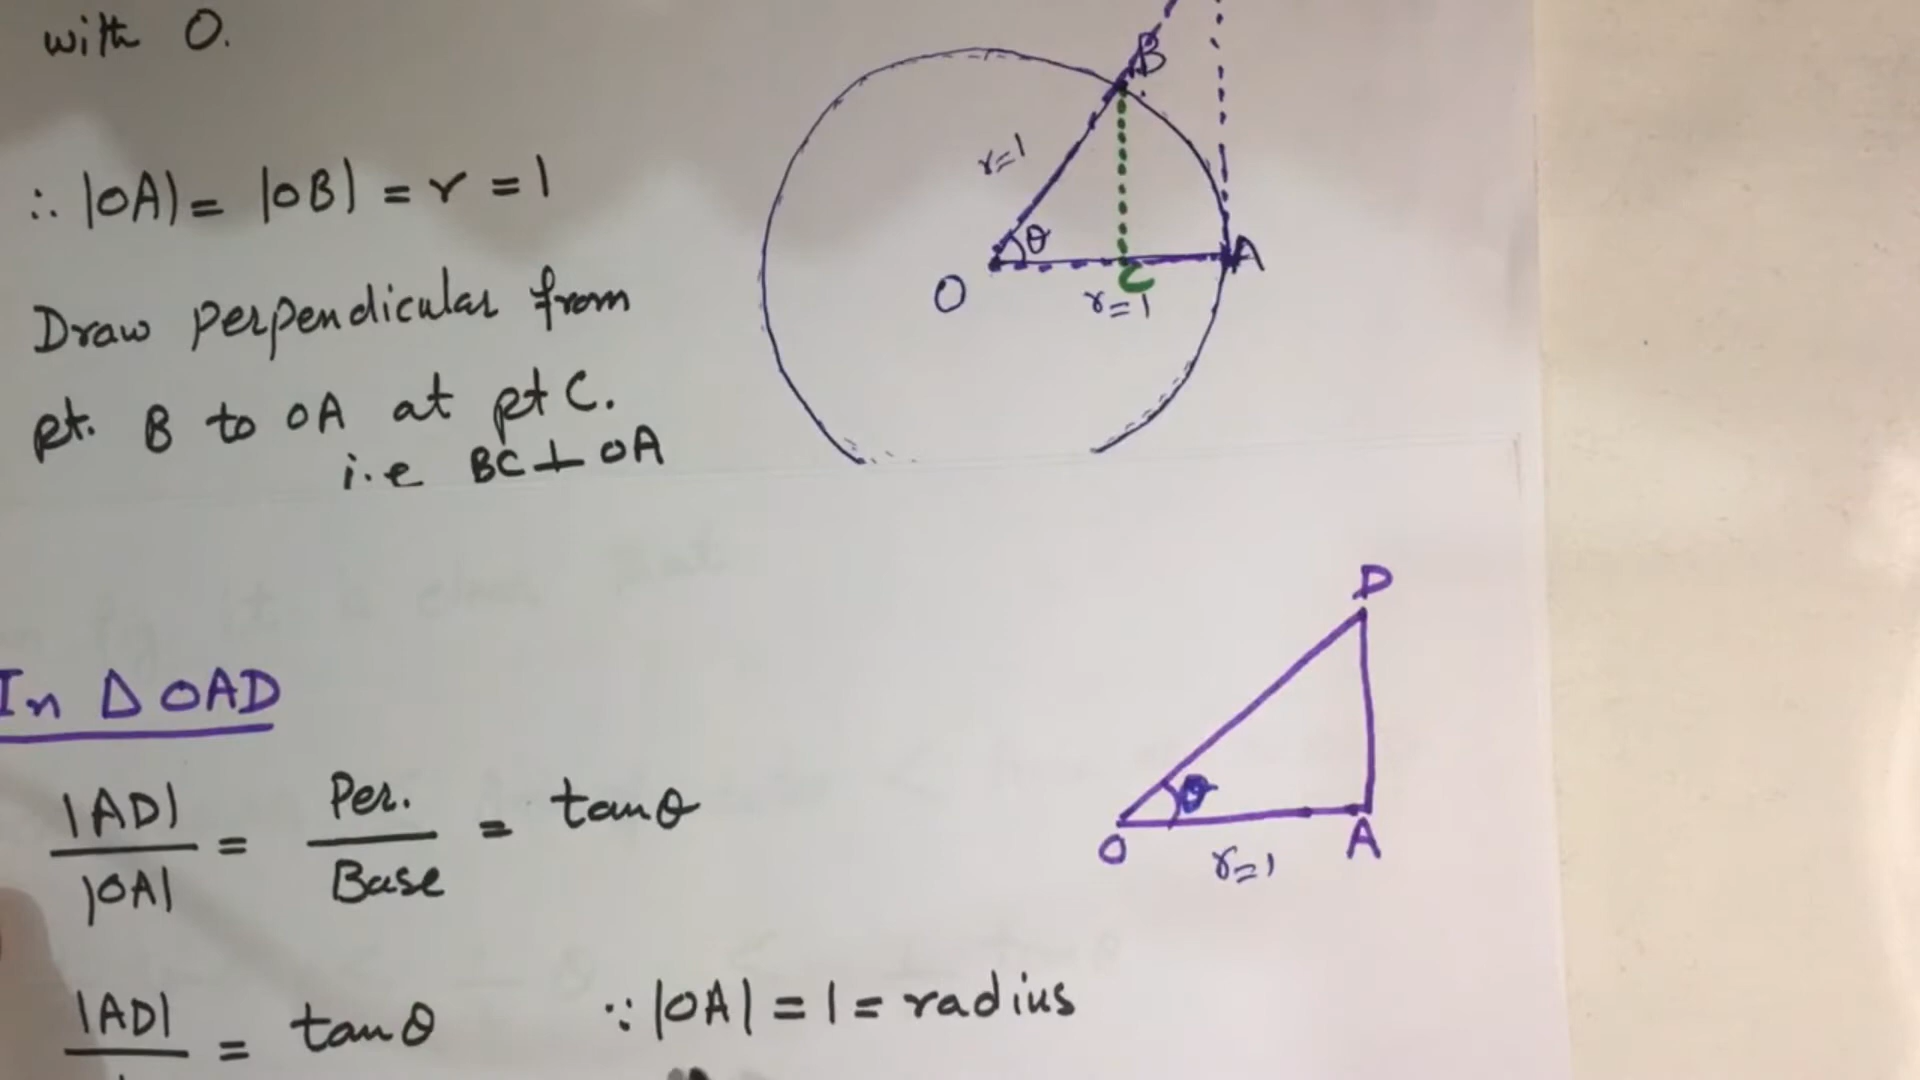 with O.
B
r=1
θ
A
O
C
r=1
∴ |OA| = |OB| = r = 1
Draw perpendicular from
pt. B to OA at pt C.
i.e BC ⊥ OA
D
In Δ OAD
θ
O
r=1
A
|AD| / |OA| = Per. / Base = tanθ
|AD| = tanθ ∵ |OA| = 1 = radius